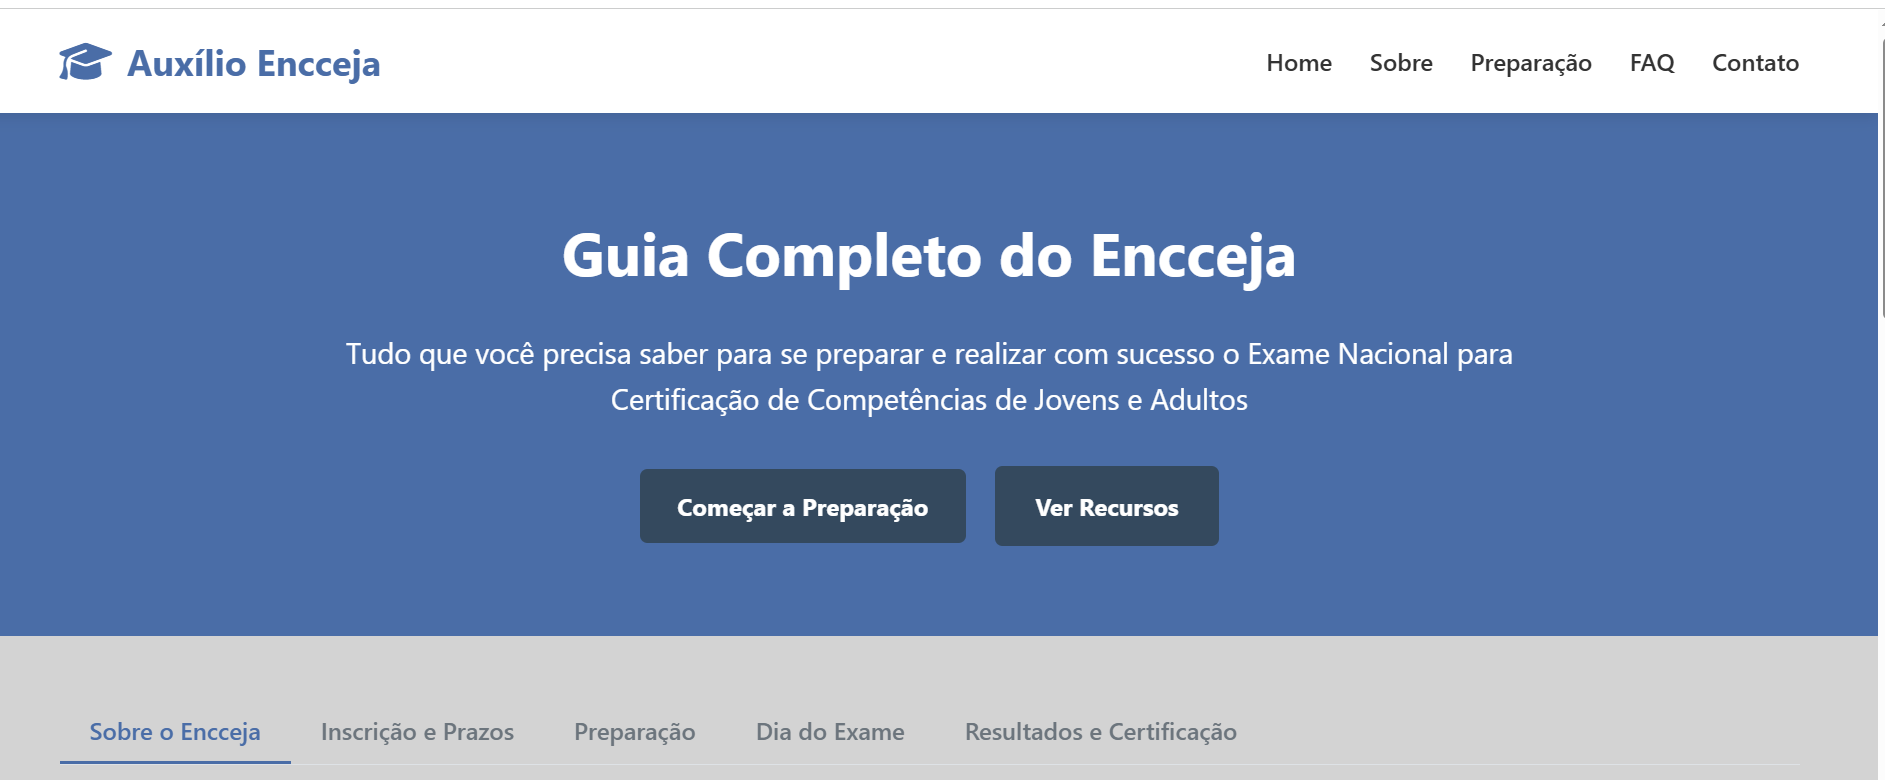 Auxílio Encceja
Home Sobre Preparação FAQ Contato
Guia Completo do Encceja
Tudo que você precisa saber para se preparar e realizar com sucesso o Exame Nacional para
Certificação de Competências de Jovens e Adultos
Começar a Preparação Ver Recursos
Sobre o Encceja Inscrição e Prazos Preparação Dia do Exame Resultados e Certificação